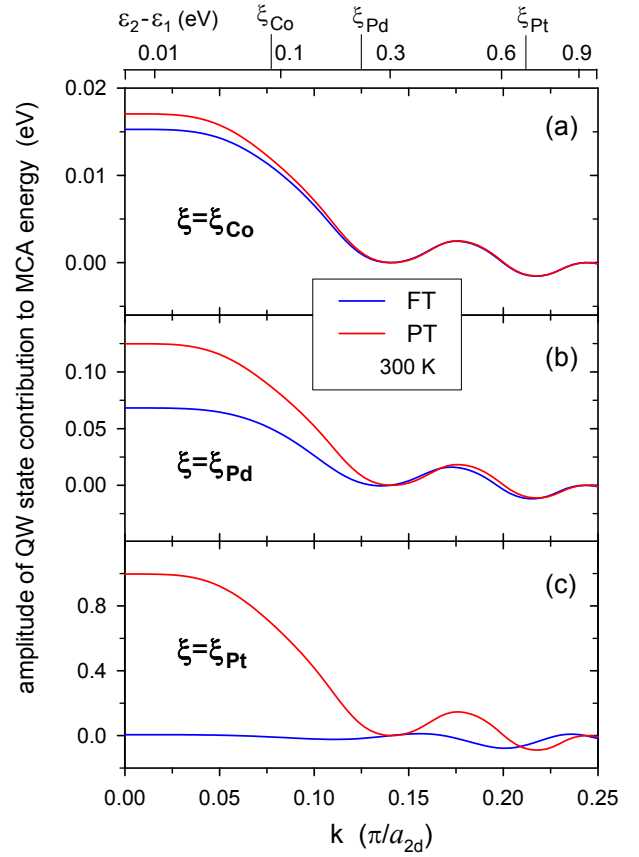 ε₂-ε₁ (eV) ξCo ξPd ξPt
0.01 0.1 0.3 0.6 0.9
0.02
0.01
0.00
(a)
ξ=ξCo
FT
PT
300 K
0.10
0.05
0.00
(b)
ξ=ξPd
0.8
0.4
0.0
(c)
ξ=ξPt
0.00 0.05 0.10 0.15 0.20 0.25
k (π/a2d)
amplitude of QW state contribution to MCA energy (eV)